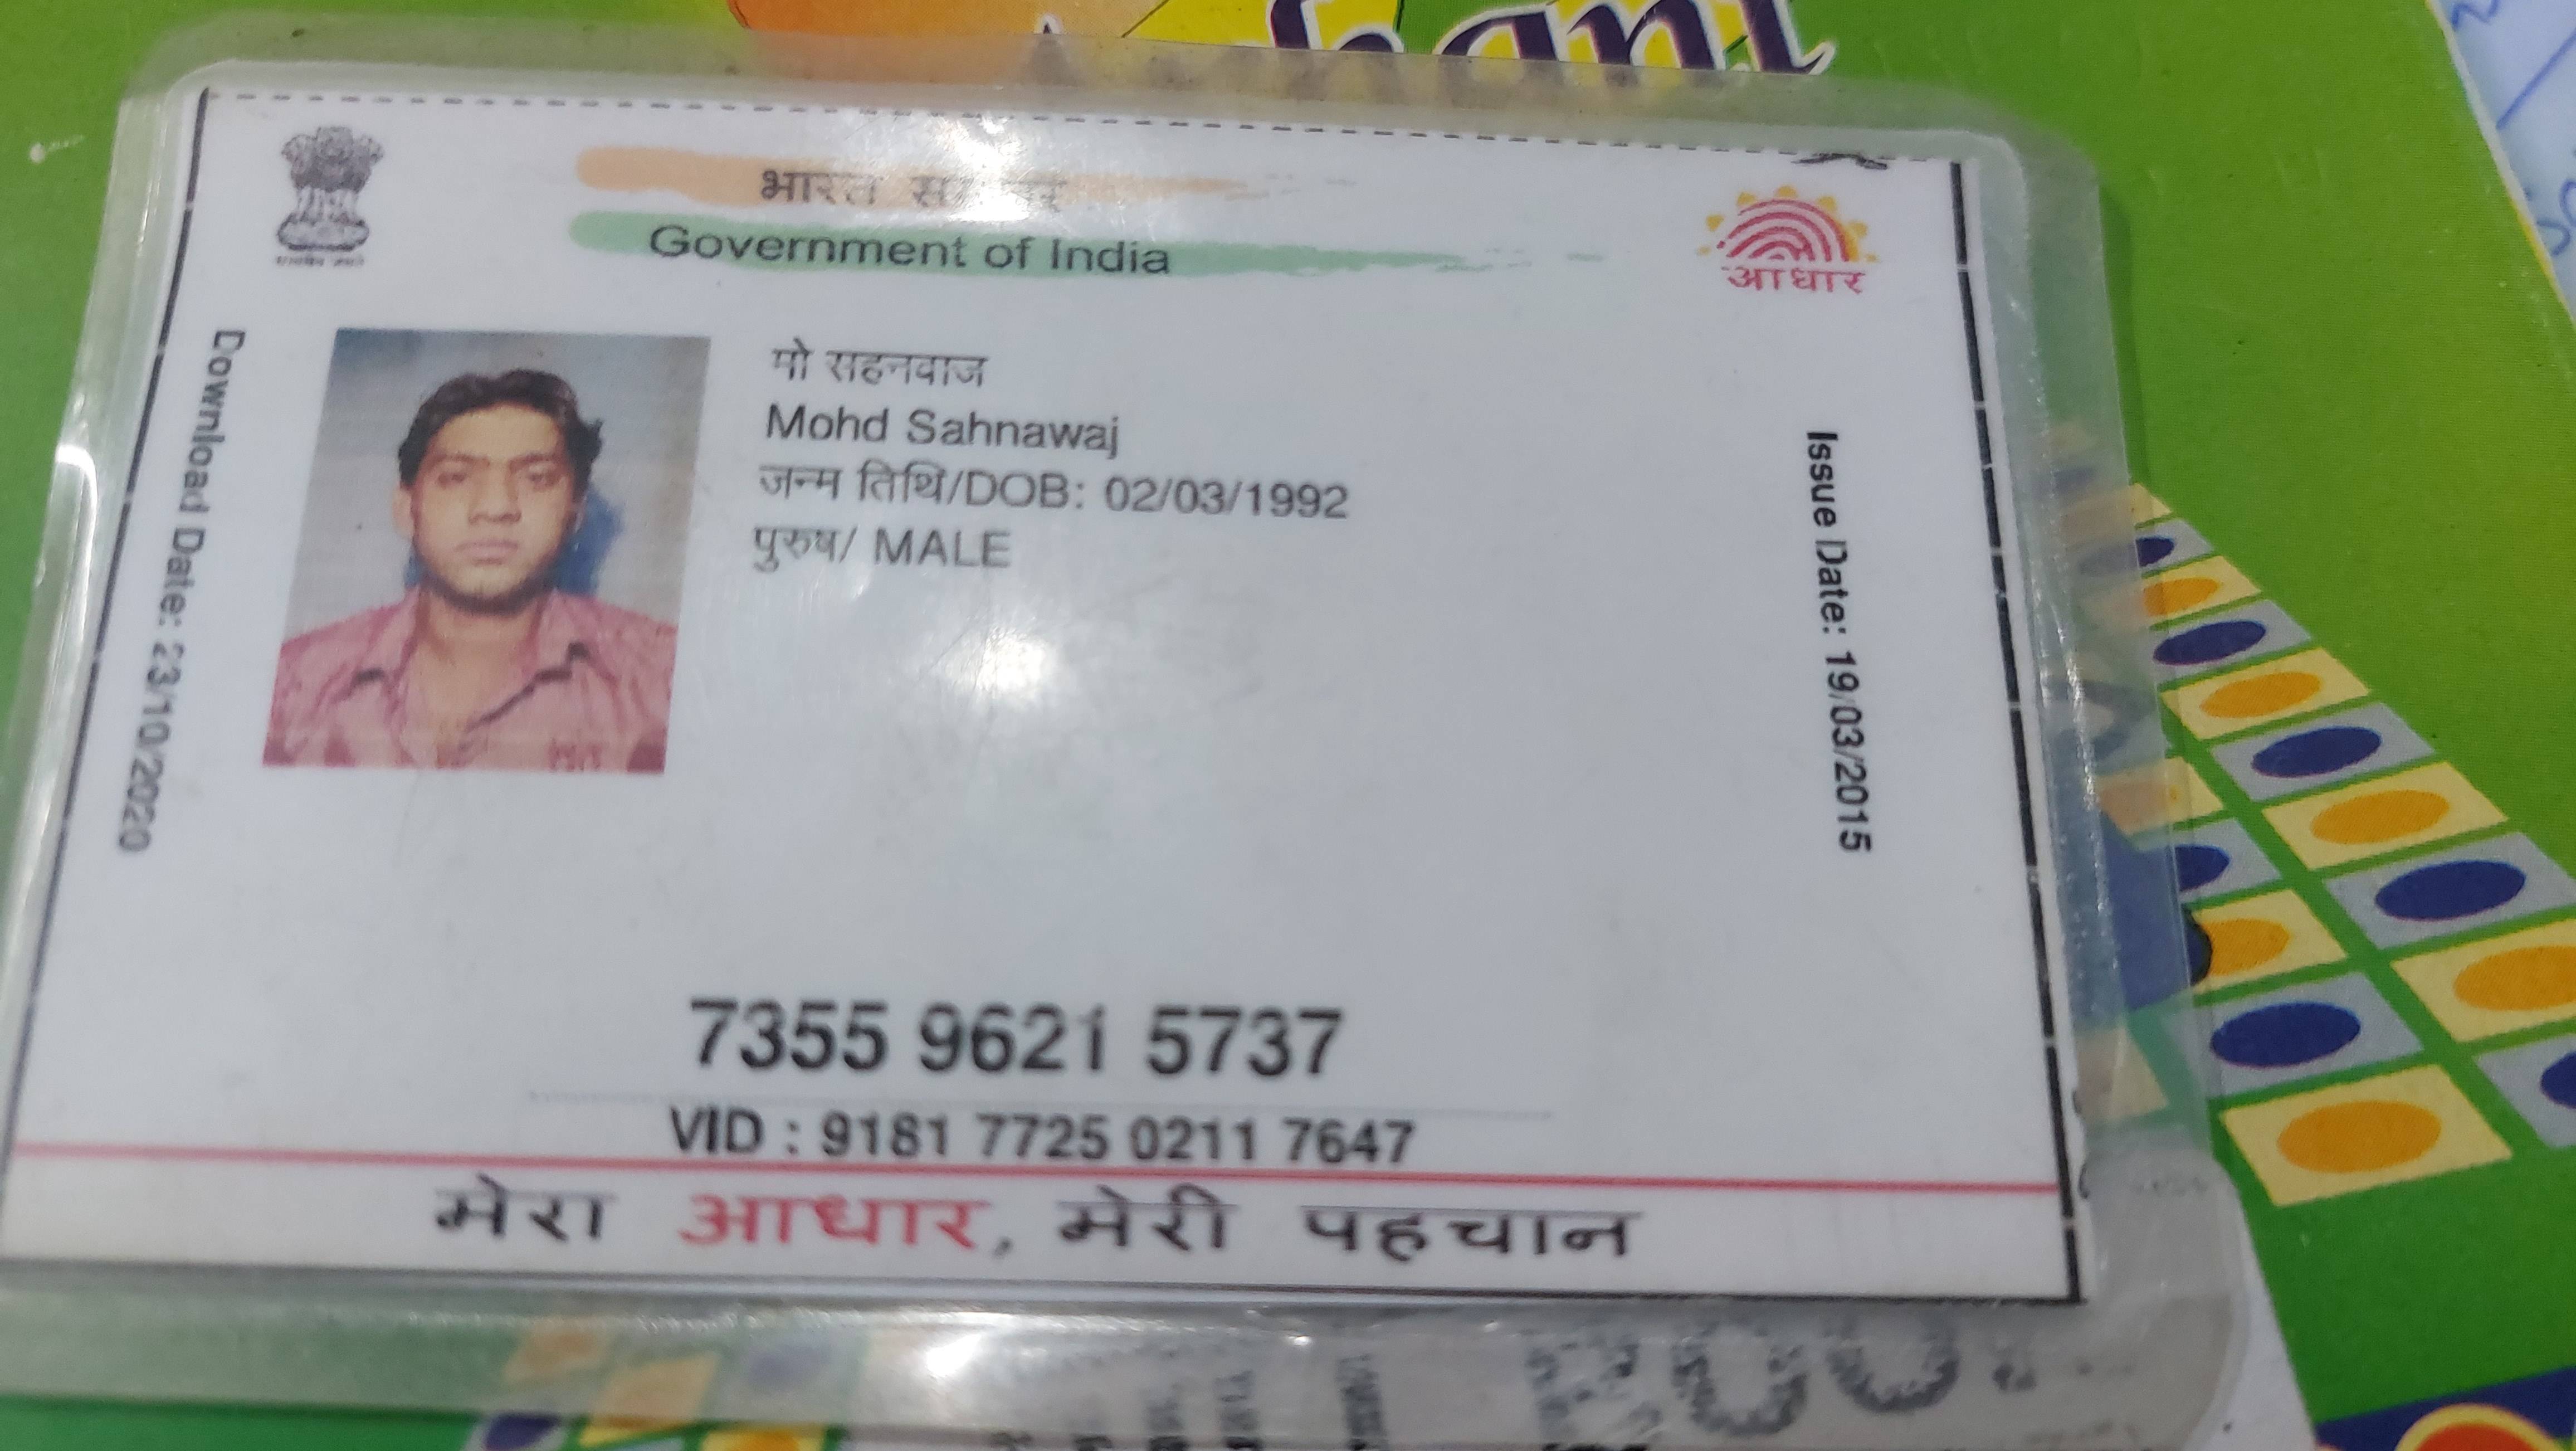 भारत सरकार
Government of India
आधार
Download Date: 23/10/2020
मो सहनवाज
Mohd Sahnawaj
जन्म तिथि/DOB: 02/03/1992
पुरुष/ MALE
Issue Date: 19/03/2015
7355 9621 5737
VID : 9181 7725 0211 7647
मेरा आधार, मेरी पहचान